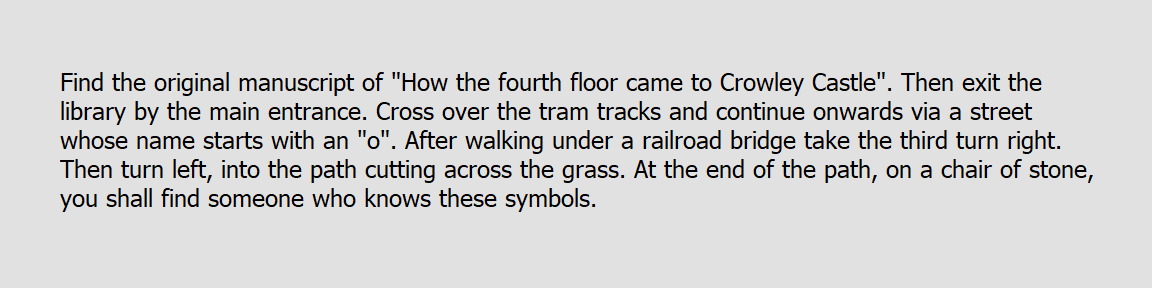 Find the original manuscript of "How the fourth floor came to Crowley Castle". Then exit the
library by the main entrance. Cross over the tram tracks and continue onwards via a street
whose name starts with an "o". After walking under a railroad bridge take the third turn right.
Then turn left, into the path cutting across the grass. At the end of the path, on a chair of stone,
you shall find someone who knows these symbols.